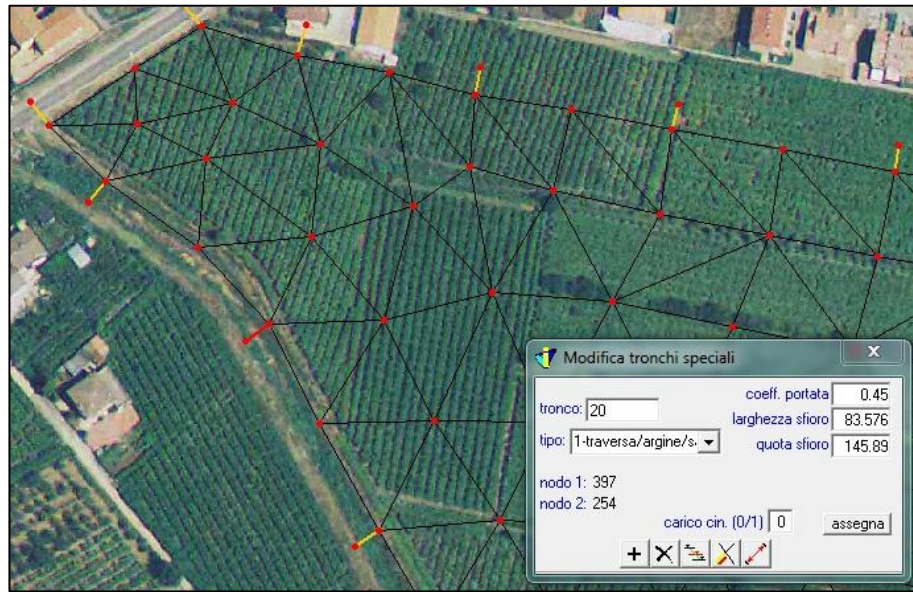 Modifica tronchi speciali
x
coeff. portata 0.45
tronco: 20
larghezza sfioro 83.576
tipo: 1-traversa/argine/s.
quota sfioro 145.89
nodo 1: 397
nodo 2: 254
carico cin. (0/1) 0
assegna